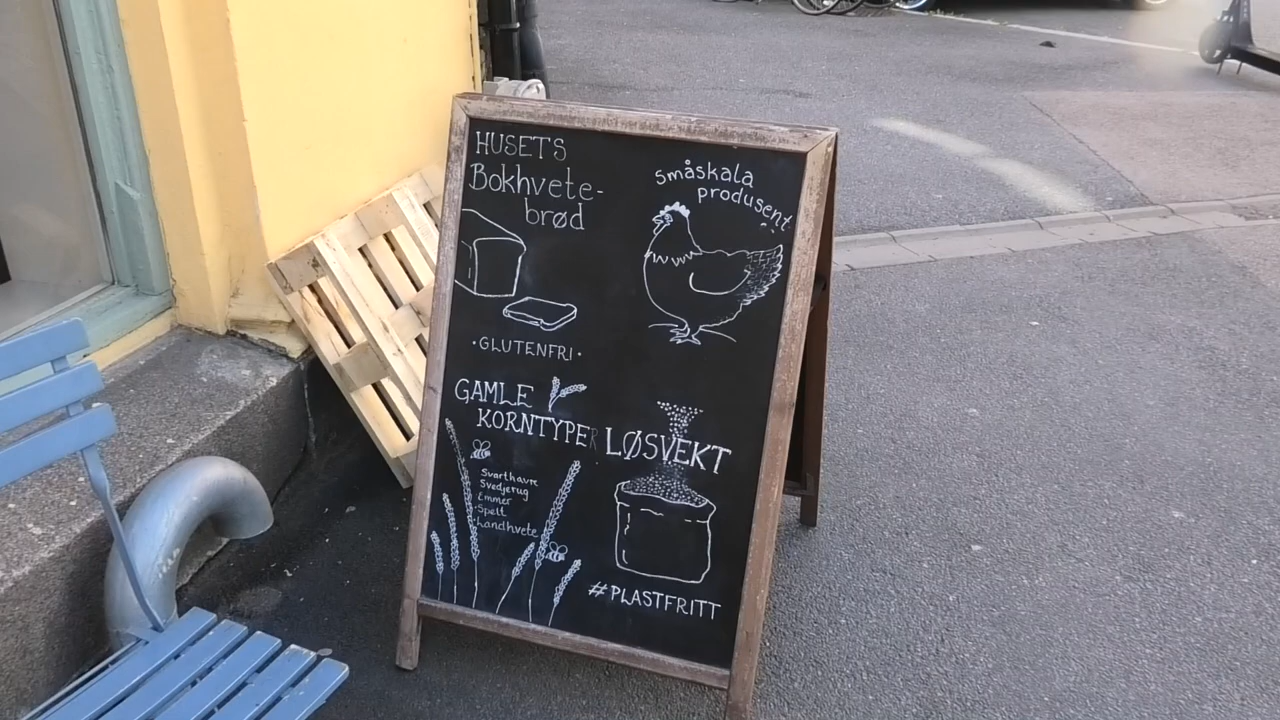 HUSETS
Bokhvete-
brød
•GLUTENFRI•
Småskala
produsent
GAMLE
KORNTYPER
Svarthavre
Svedjerug
Emmer
Spelt
Landhvete
LØSVEKT
#PLASTFRITT